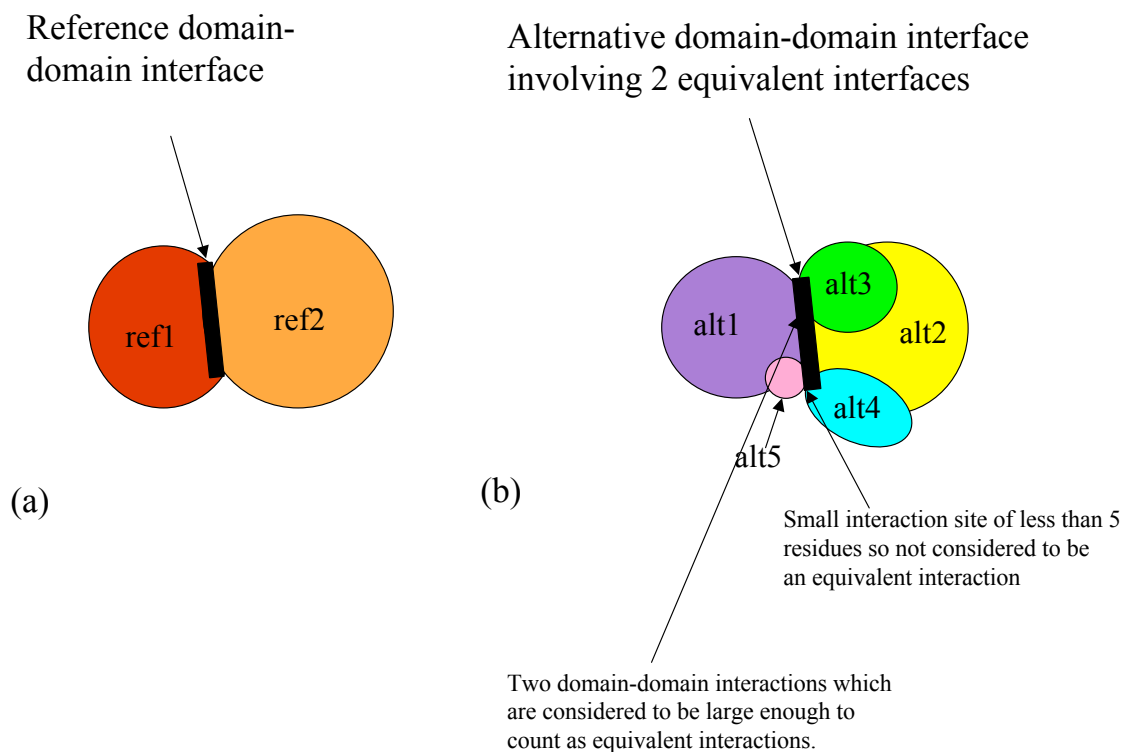 Reference domain-
domain interface
ref1
ref2
(a)
Alternative domain-domain interface
involving 2 equivalent interfaces
alt1
alt3
alt2
alt4
alt5
(b)
Small interaction site of less than 5
residues so not considered to be
an equivalent interaction
Two domain-domain interactions which
are considered to be large enough to
count as equivalent interactions.